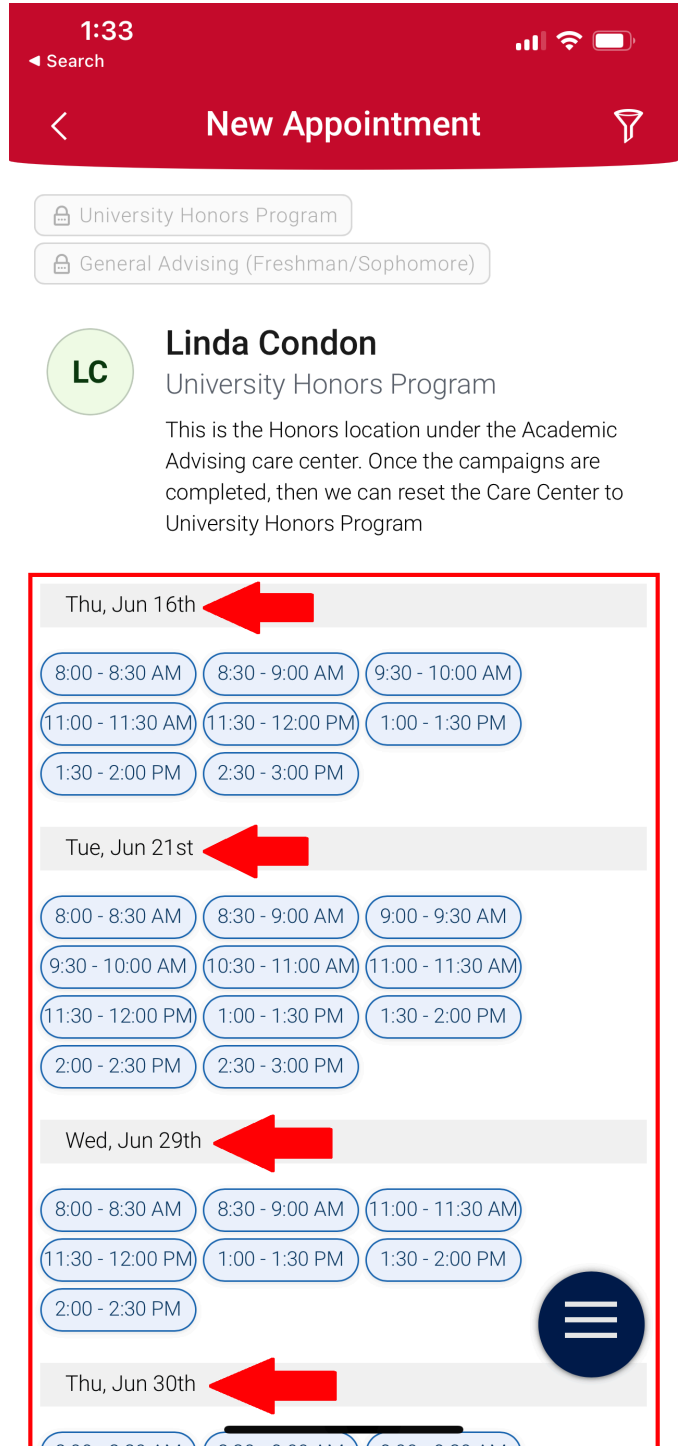 1:33
Search
New Appointment
University Honors Program
General Advising (Freshman/Sophomore)
LC
Linda Condon
University Honors Program
This is the Honors location under the Academic
Advising care center. Once the campaigns are
completed, then we can reset the Care Center to
University Honors Program
Thu, Jun 16th
8:00 - 8:30 AM 8:30 - 9:00 AM 9:30 - 10:00 AM
11:00 - 11:30 AM 11:30 - 12:00 PM 1:00 - 1:30 PM
1:30 - 2:00 PM 2:30 - 3:00 PM
Tue, Jun 21st
8:00 - 8:30 AM 8:30 - 9:00 AM 9:00 - 9:30 AM
9:30 - 10:00 AM 10:30 - 11:00 AM 11:00 - 11:30 AM
11:30 - 12:00 PM 1:00 - 1:30 PM 1:30 - 2:00 PM
2:00 - 2:30 PM 2:30 - 3:00 PM
Wed, Jun 29th
8:00 - 8:30 AM 8:30 - 9:00 AM 11:00 - 11:30 AM
11:30 - 12:00 PM 1:00 - 1:30 PM 1:30 - 2:00 PM
2:00 - 2:30 PM
Thu, Jun 30th